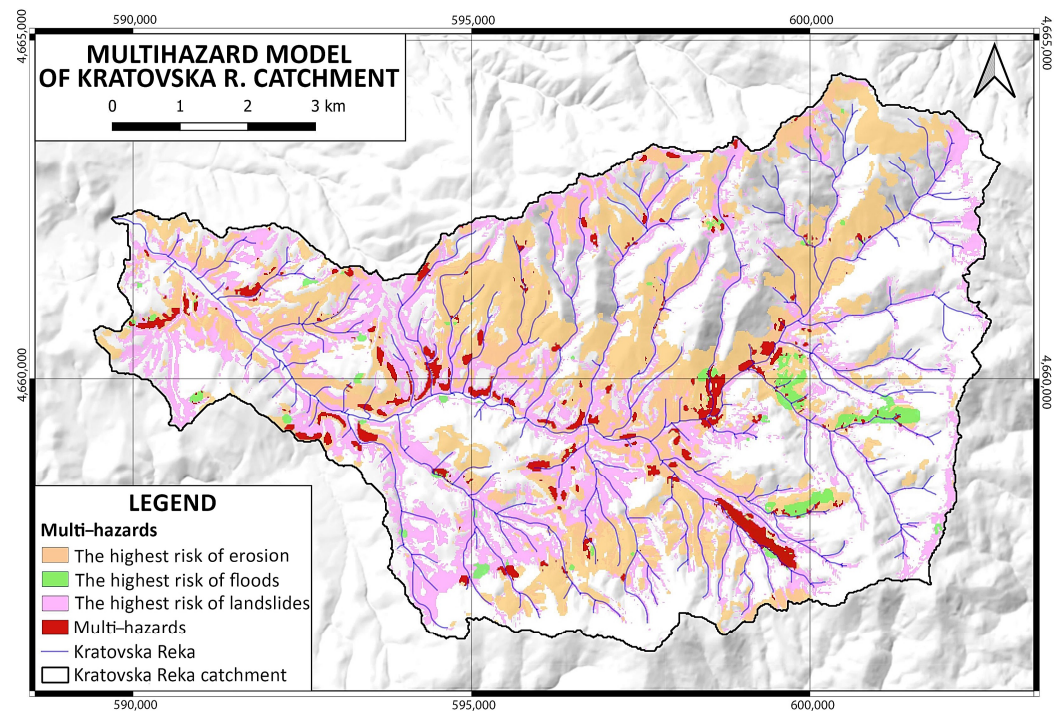 590,000
595,000
600,000
4,665,000
4,665,000
MULTIHAZARD MODEL
OF KRATOVSKA R. CATCHMENT
0 1 2 3 km
4,660,000
4,660,000
LEGEND
Multi–hazards
The highest risk of erosion
The highest risk of floods
The highest risk of landslides
Multi–hazards
Kratovska Reka
Kratovska Reka catchment
590,000
595,000
600,000